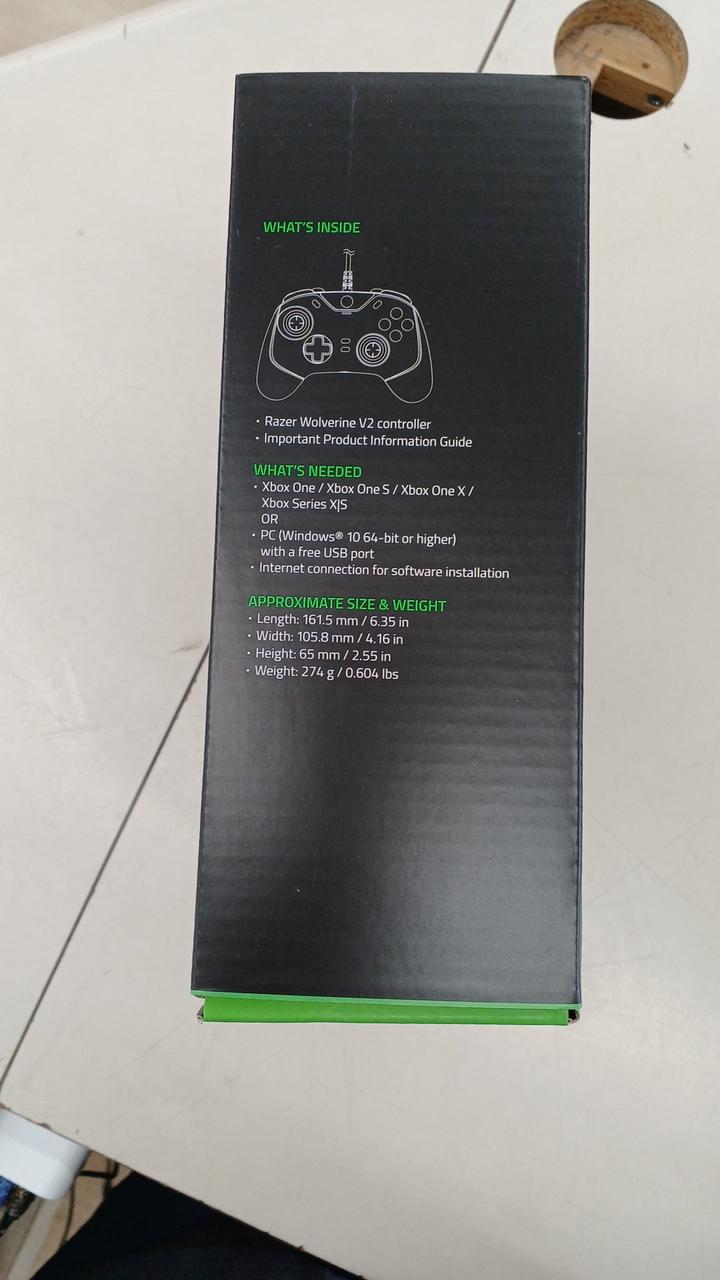 WHAT'S INSIDE
• Razer Wolverine V2 controller
• Important Product Information Guide
WHAT'S NEEDED
• Xbox One / Xbox One S / Xbox One X /
Xbox Series X|S
OR
• PC (Windows® 10 64-bit or higher)
with a free USB port
• Internet connection for software installation
APPROXIMATE SIZE & WEIGHT
• Length: 161.5 mm / 6.35 in
• Width: 105.8 mm / 4.16 in
• Height: 65 mm / 2.55 in
• Weight: 274 g / 0.604 lbs